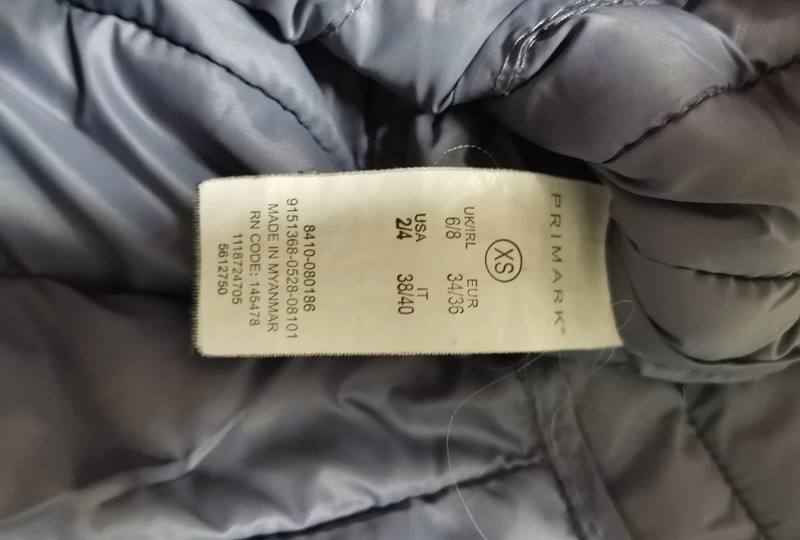 PRIMARK®
XS
UK/IRL EUR
6/8 34/36
USA IT
2/4 38/40
8410-080186
9151368-0528-08101
MADE IN MYANMAR
RN CODE: 145478
1118724705
5612750